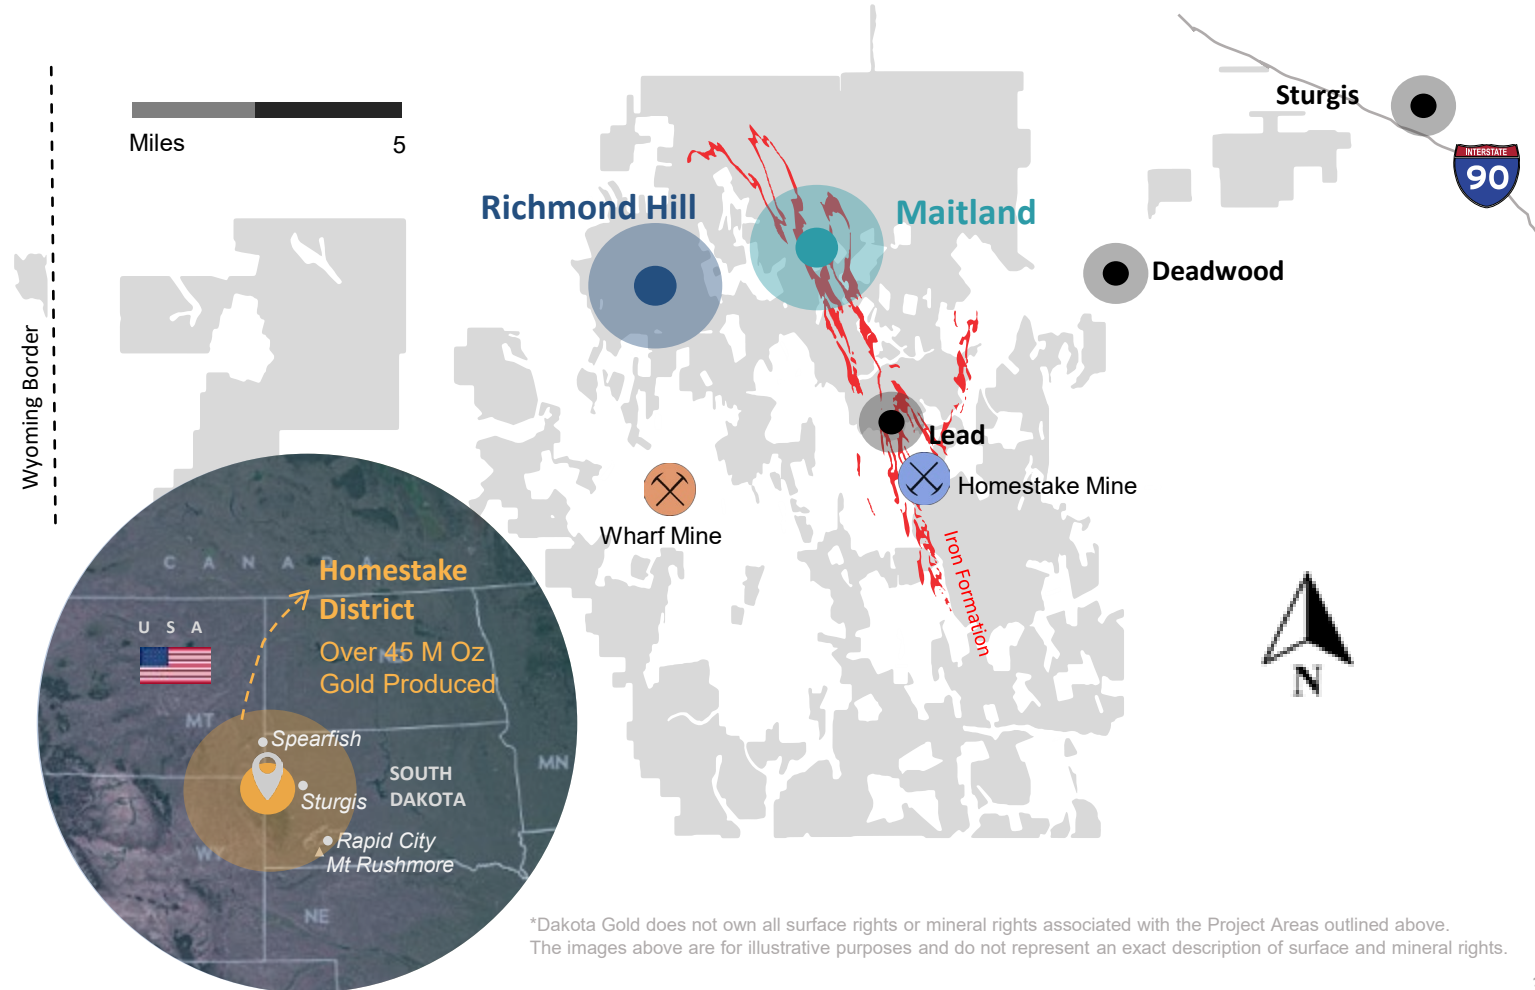 Sturgis
INTERSTATE
90
Miles
5
Richmond Hill
Maitland
Deadwood
Wyoming Border
Lead
Homestake Mine
Wharf Mine
Iron Formation
N
CANADA
Homestake
District
Over 45 M Oz
Gold Produced
USA
ND
MT
Spearfish
SOUTH
DAKOTA
MN
Sturgis
Rapid City
Mt Rushmore
WY
NE
*Dakota Gold does not own all surface rights or mineral rights associated with the Project Areas outlined above.
The images above are for illustrative purposes and do not represent an exact description of surface and mineral rights.